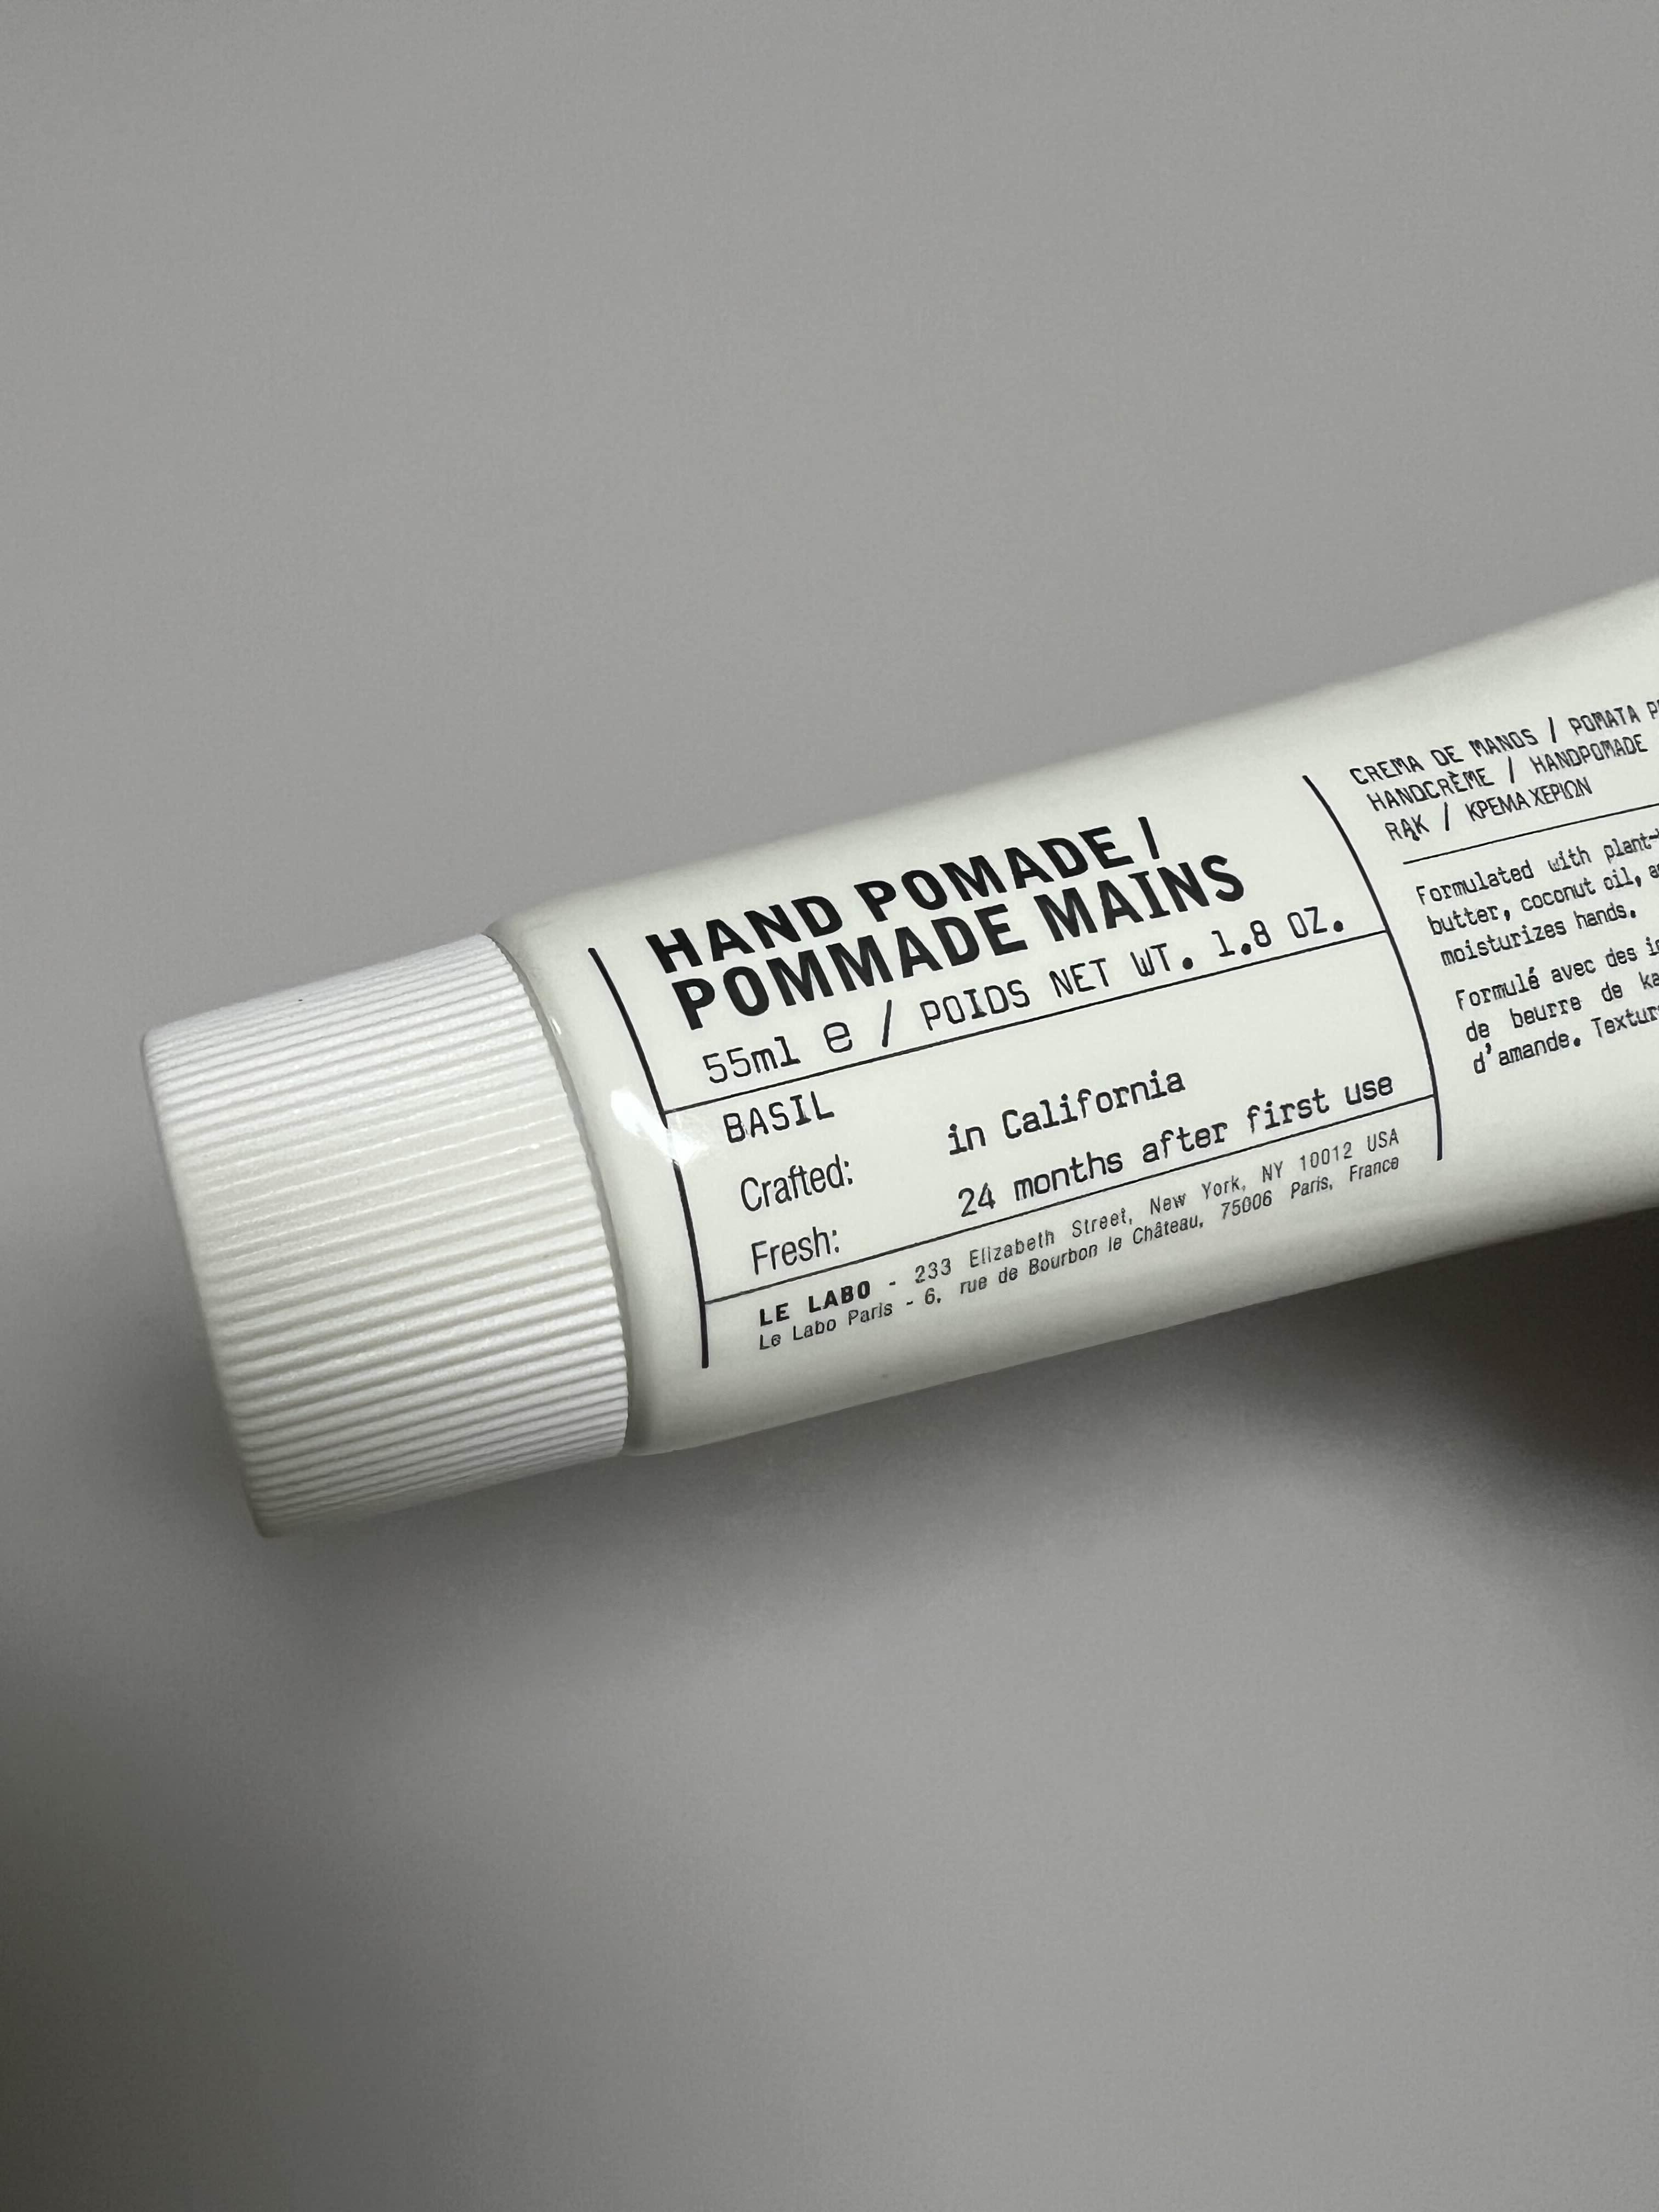 HAND POMADE /
POMMADE MAINS
55ml e / POIDS NET WT. 1.8 OZ.
BASIL
Crafted: in California
Fresh: 24 months after first use
LE LABO - 233 Elizabeth Street, New York, NY 10012 USA
Le Labo Paris - 6, rue de Bourbon le Château, 75006 Paris, France
CREMA DE MANOS / POMATA
HANDCRÈME / HANDPOMADE
RĄK / ΚΡΕΜΑ ΧΕΡΙΩΝ
Formulated with
butter, coconut oil,
moisturizes hands.
Formulé avec des
de beurre de
d'amande.